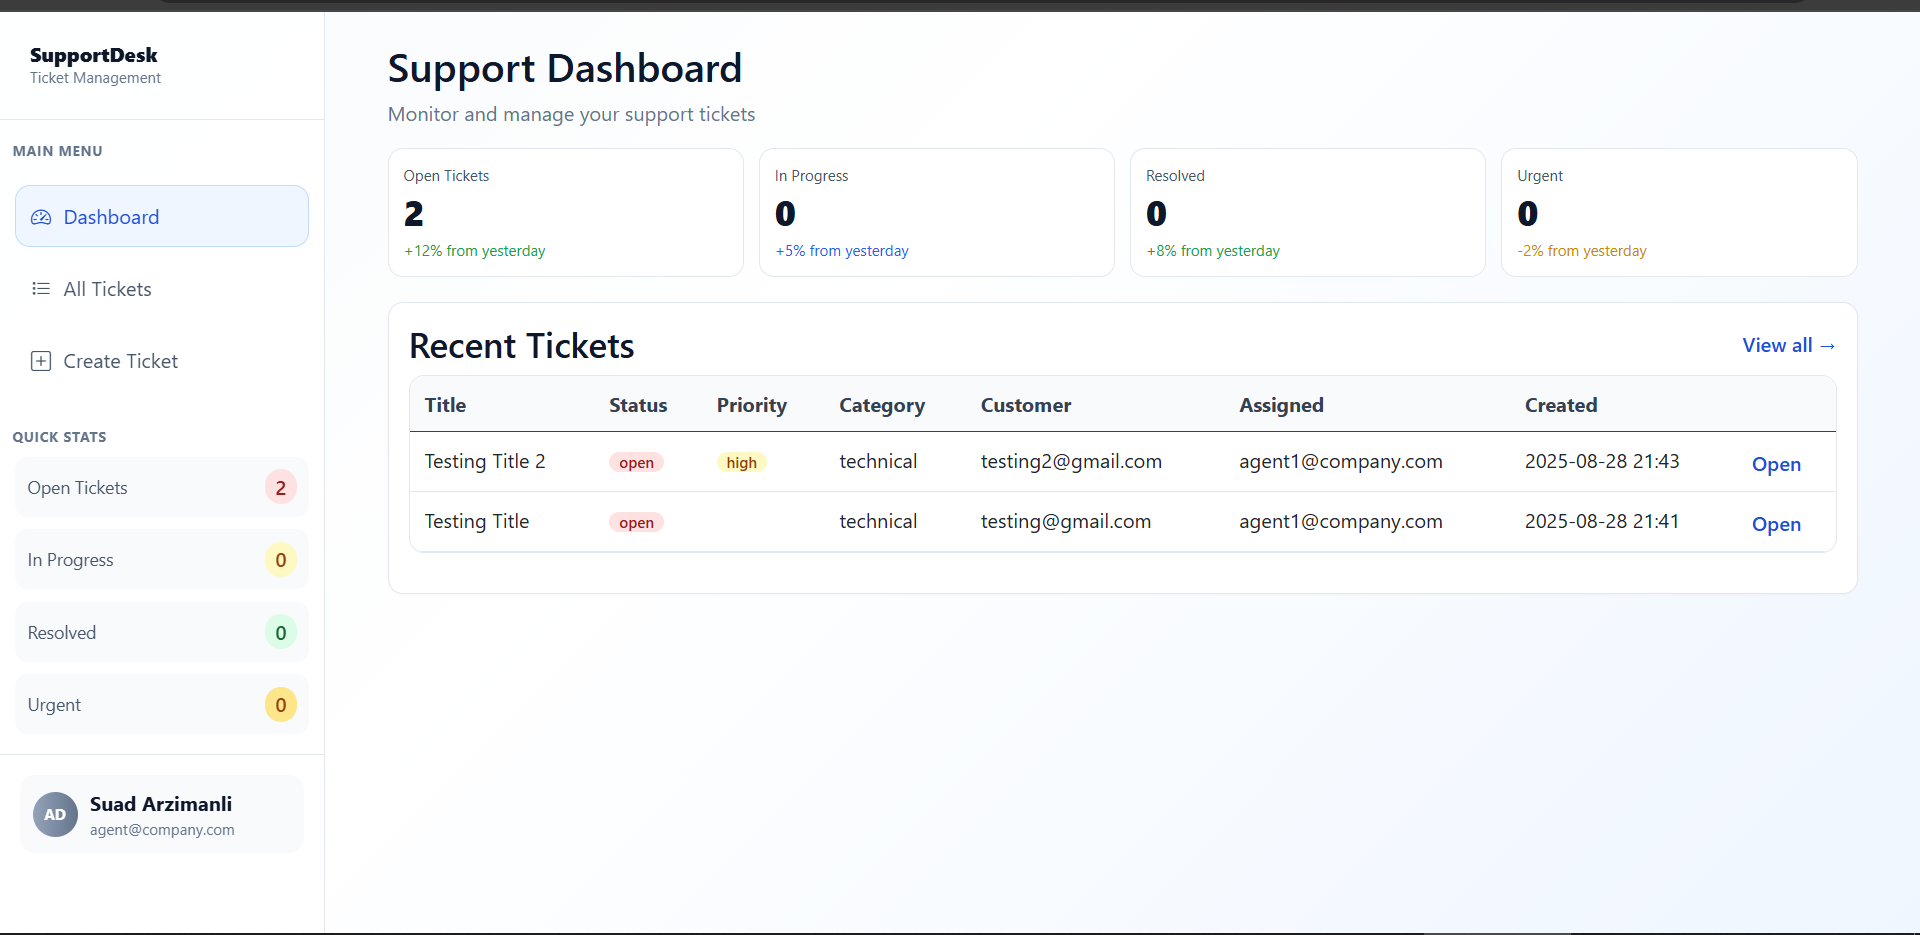 SupportDesk
Ticket Management
MAIN MENU
Dashboard
All Tickets
Create Ticket
QUICK STATS
Open Tickets 2
In Progress 0
Resolved 0
Urgent 0
AD
Suad Arzimanli
agent@company.com
Support Dashboard
Monitor and manage your support tickets
Open Tickets
2
+12% from yesterday
In Progress
0
+5% from yesterday
Resolved
0
+8% from yesterday
Urgent
0
-2% from yesterday
Recent Tickets
View all →
Title Status Priority Category Customer Assigned Created
Testing Title 2 open high technical testing2@gmail.com agent1@company.com 2025-08-28 21:43 Open
Testing Title open technical testing@gmail.com agent1@company.com 2025-08-28 21:41 Open